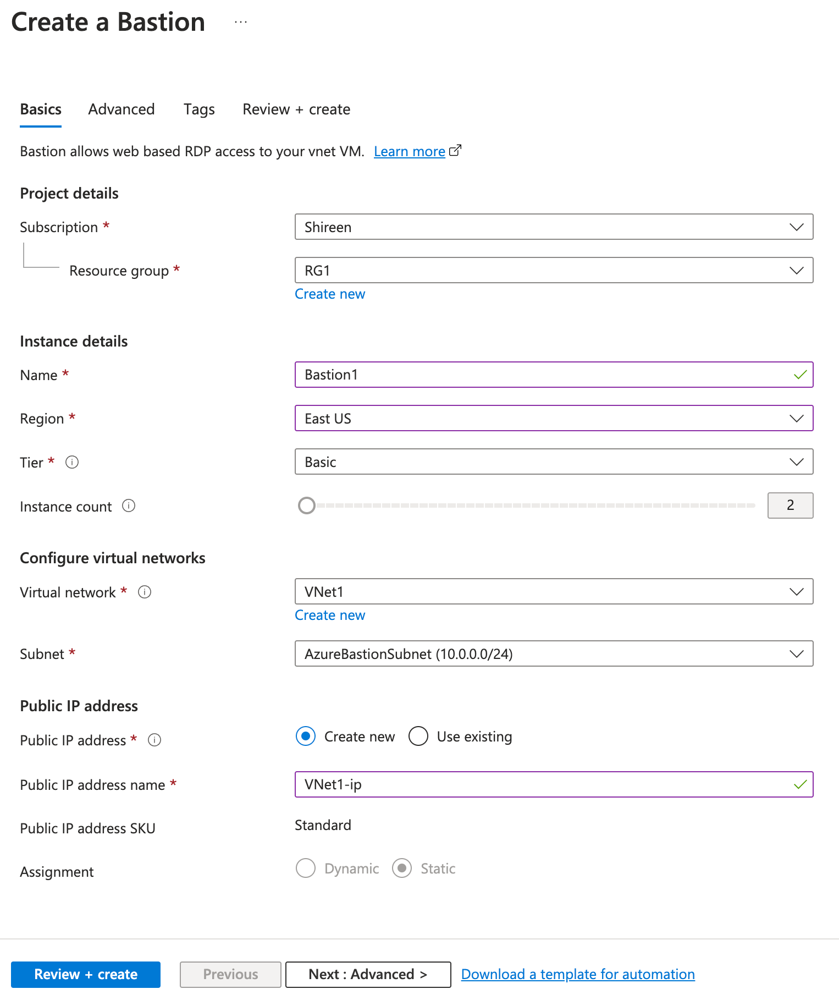 Create a Bastion ...
Basics Advanced Tags Review + create
Bastion allows web based RDP access to your vnet VM. Learn more
Project details
Subscription * Shireen
Resource group * RG1
Create new
Instance details
Name * Bastion1
Region * East US
Tier * Basic
Instance count 2
Configure virtual networks
Virtual network * VNet1
Create new
Subnet * AzureBastionSubnet (10.0.0.0/24)
Public IP address
Public IP address * Create new Use existing
Public IP address name * VNet1-ip
Public IP address SKU Standard
Assignment Dynamic Static
Review + create Previous Next : Advanced > Download a template for automation